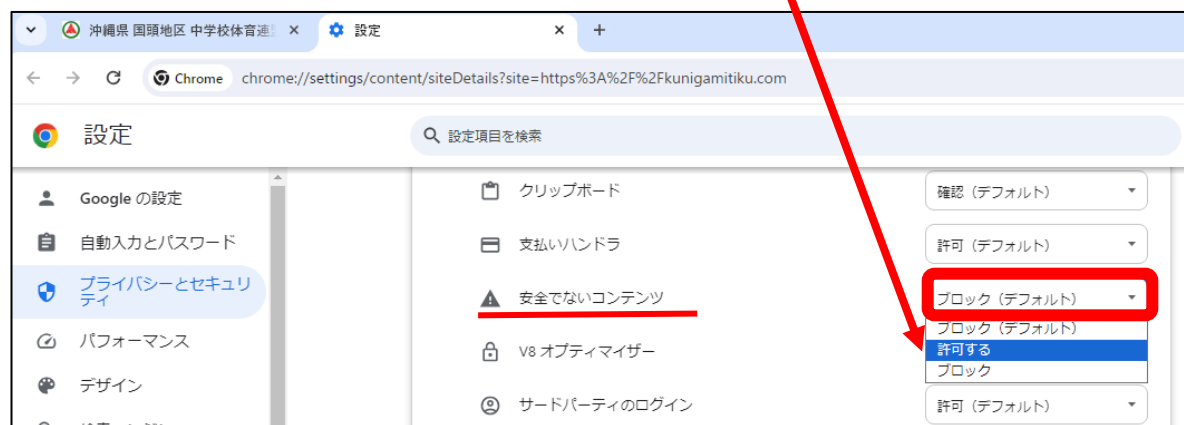 沖縄県 国頭地区 中学校体育連
設定
Chrome
chrome://settings/content/siteDetails?site=https%3A%2F%2Fkunigamitiku.com
設定
設定項目を検索
Google の設定
自動入力とパスワード
プライバシーとセキュリ
ティ
パフォーマンス
デザイン
クリップボード
確認（デフォルト）
支払いハンドラ
許可（デフォルト）
安全でないコンテンツ
ブロック（デフォルト）
ブロック（デフォルト）
許可する
ブロック
V8 オプティマイザー
サードパーティのログイン
許可（デフォルト）